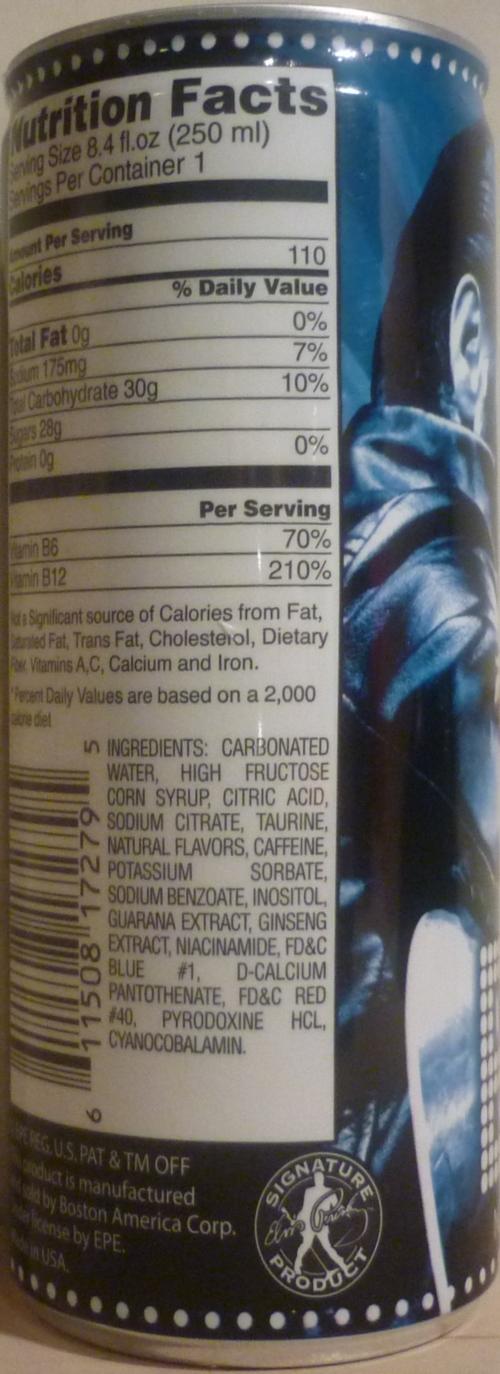 Nutrition Facts
Serving Size 8.4 fl.oz (250 ml)
Servings Per Container 1
Amount Per Serving
Calories 110
% Daily Value
Total Fat 0g 0%
Sodium 175mg 7%
Total Carbohydrate 30g 10%
Sugars 28g
Protein 0g 0%
Per Serving
Vitamin B6 70%
Vitamin B12 210%
Not a Significant source of Calories from Fat,
Saturated Fat, Trans Fat, Cholesterol, Dietary
Fiber, Vitamins A,C, Calcium and Iron.
*Percent Daily Values are based on a 2,000
calorie diet
INGREDIENTS: CARBONATED
WATER, HIGH FRUCTOSE
CORN SYRUP, CITRIC ACID,
SODIUM CITRATE, TAURINE,
NATURAL FLAVORS, CAFFEINE,
POTASSIUM SORBATE,
SODIUM BENZOATE, INOSITOL,
GUARANA EXTRACT, GINSENG
EXTRACT, NIACINAMIDE, FD&C
BLUE #1, D-CALCIUM
PANTOTHENATE, FD&C RED
#40, PYRODOXINE HCL,
CYANOCOBALAMIN.
6 11508 17279 5
EPE REG. U.S. PAT & TM OFF
product is manufactured
and sold by Boston America Corp.
under license by EPE.
Made in USA.
SIGNATURE
Elvis Presley
PRODUCT